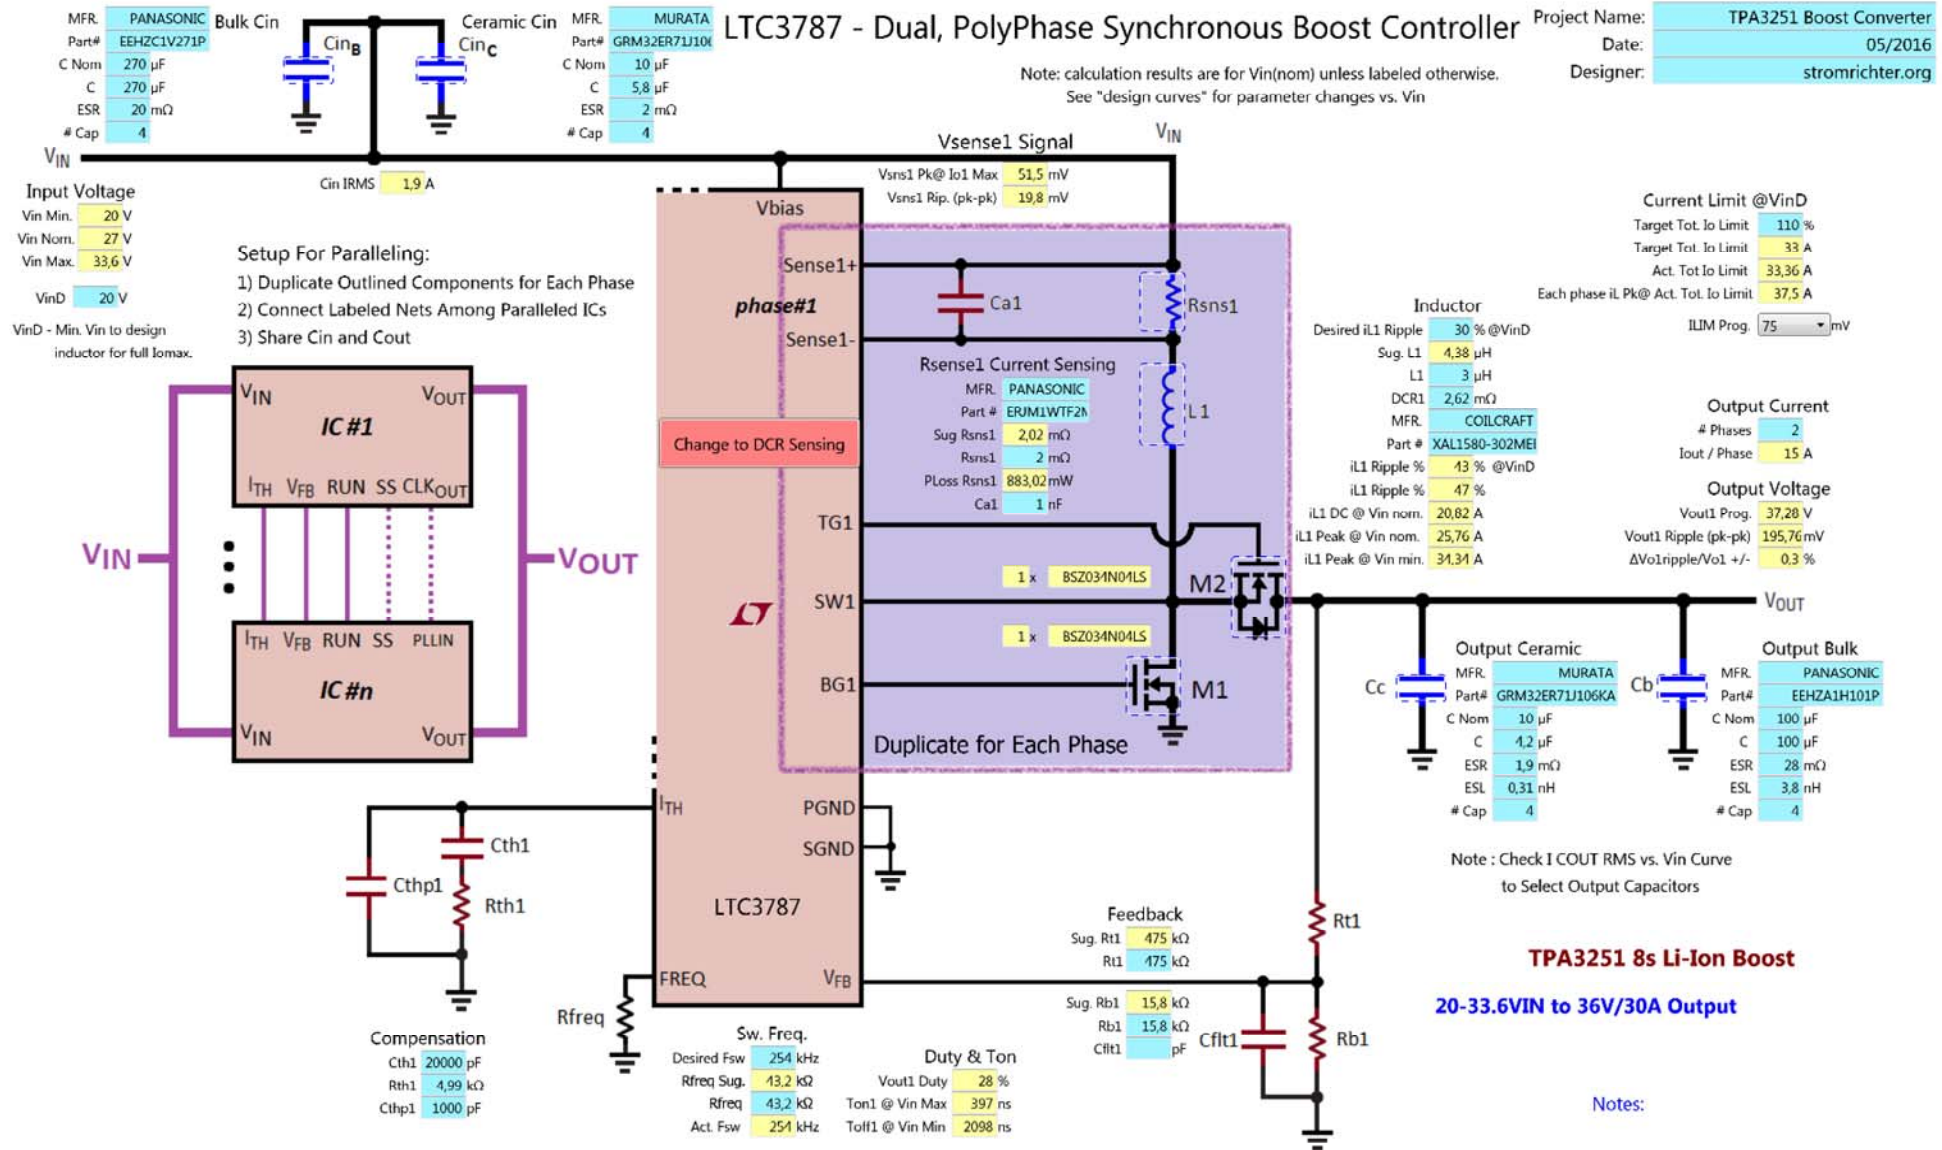 LTC3787 - Dual, PolyPhase Synchronous Boost Controller
Note: calculation results are for Vin(nom) unless labeled otherwise.
See "design curves" for parameter changes vs. Vin
Project Name: TPA3251 Boost Converter
Date: 05/2016
Designer: stromrichter.org
Bulk Cin
MFR. PANASONIC
Part# EEHZC1V271P
C Nom 270 µF
C 270 µF
ESR 20 mΩ
# Cap 4
CinB
Ceramic Cin
CinC
MFR. MURATA
Part# GRM32ER71J106
C Nom 10 µF
C 5,8 µF
ESR 2 mΩ
# Cap 4
VIN
Cin IRMS 1,9 A
Input Voltage
Vin Min. 20 V
Vin Nom. 27 V
Vin Max. 33,6 V
VinD 20 V
VinD - Min. Vin to design
inductor for full Iomax.
Setup For Paralleling:
1) Duplicate Outlined Components for Each Phase
2) Connect Labeled Nets Among Paralleled ICs
3) Share Cin and Cout
VIN VOUT
IC #1
ITH VFB RUN SS CLKOUT
VIN VOUT
ITH VFB RUN SS PLLIN
IC #n
VIN VOUT
Vsense1 Signal
Vsns1 Pk@ Io1 Max 51,5 mV
Vsns1 Rip. (pk-pk) 19,8 mV
VIN
Vbias
Sense1+
phase#1
Ca1
Rsns1
Sense1-
Rsense1 Current Sensing
MFR. PANASONIC
Part # ERJM1WTF2M
Sug Rsns1 2,02 mΩ
Rsns1 2 mΩ
PLoss Rsns1 883,02 mW
Ca1 1 nF
L1
Change to DCR Sensing
TG1
1 x BSZ034N04LS
M2
SW1
1 x BSZ034N04LS
BG1
M1
Duplicate for Each Phase
Current Limit @VinD
Target Tot. Io Limit 110 %
Target Tot. Io Limit 33 A
Act. Tot Io Limit 33,36 A
Each phase iL Pk@ Act. Tot. Io Limit 37,5 A
ILIM Prog. 75 mV
Inductor
Desired iL1 Ripple 30 % @VinD
Sug. L1 4,38 µH
L1 3 µH
DCR1 2,62 mΩ
MFR. COILCRAFT
Part # XAL1580-302ME
iL1 Ripple % 43 % @VinD
iL1 Ripple % 47 %
iL1 DC @ Vin nom. 20,82 A
iL1 Peak @ Vin nom. 25,76 A
iL1 Peak @ Vin min. 34,34 A
Output Current
# Phases 2
Iout / Phase 15 A
Output Voltage
Vout1 Prog. 37,28 V
Vout1 Ripple (pk-pk) 195,76 mV
ΔVo1ripple/Vo1 +/- 0,3 %
VOUT
Output Ceramic
Cc
MFR. MURATA
Part# GRM32ER71J106KA
C Nom 10 µF
C 4,2 µF
ESR 1,9 mΩ
ESL 0,31 nH
# Cap 4
Output Bulk
Cb
MFR. PANASONIC
Part# EEHZA1H101P
C Nom 100 µF
C 100 µF
ESR 28 mΩ
ESL 3,8 nH
# Cap 4
Note : Check I COUT RMS vs. Vin Curve
to Select Output Capacitors
TPA3251 8s Li-Ion Boost
20-33.6VIN to 36V/30A Output
Notes:
ITH
PGND
SGND
LTC3787
FREQ
VFB
Cth1
Cthp1
Rth1
Rfreq
Compensation
Cth1 20000 pF
Rth1 4,99 kΩ
Cthp1 1000 pF
Sw. Freq.
Desired Fsw 254 kHz
Rfreq Sug. 43,2 kΩ
Rfreq 43,2 kΩ
Act. Fsw 254 kHz
Duty & Ton
Vout1 Duty 28 %
Ton1 @ Vin Max 397 ns
Toff1 @ Vin Min 2098 ns
Feedback
Sug. Rt1 475 kΩ
Rt1 475 kΩ
Sug. Rb1 15,8 kΩ
Rb1 15,8 kΩ
Cflt1 pF
Rt1
Cflt1
Rb1